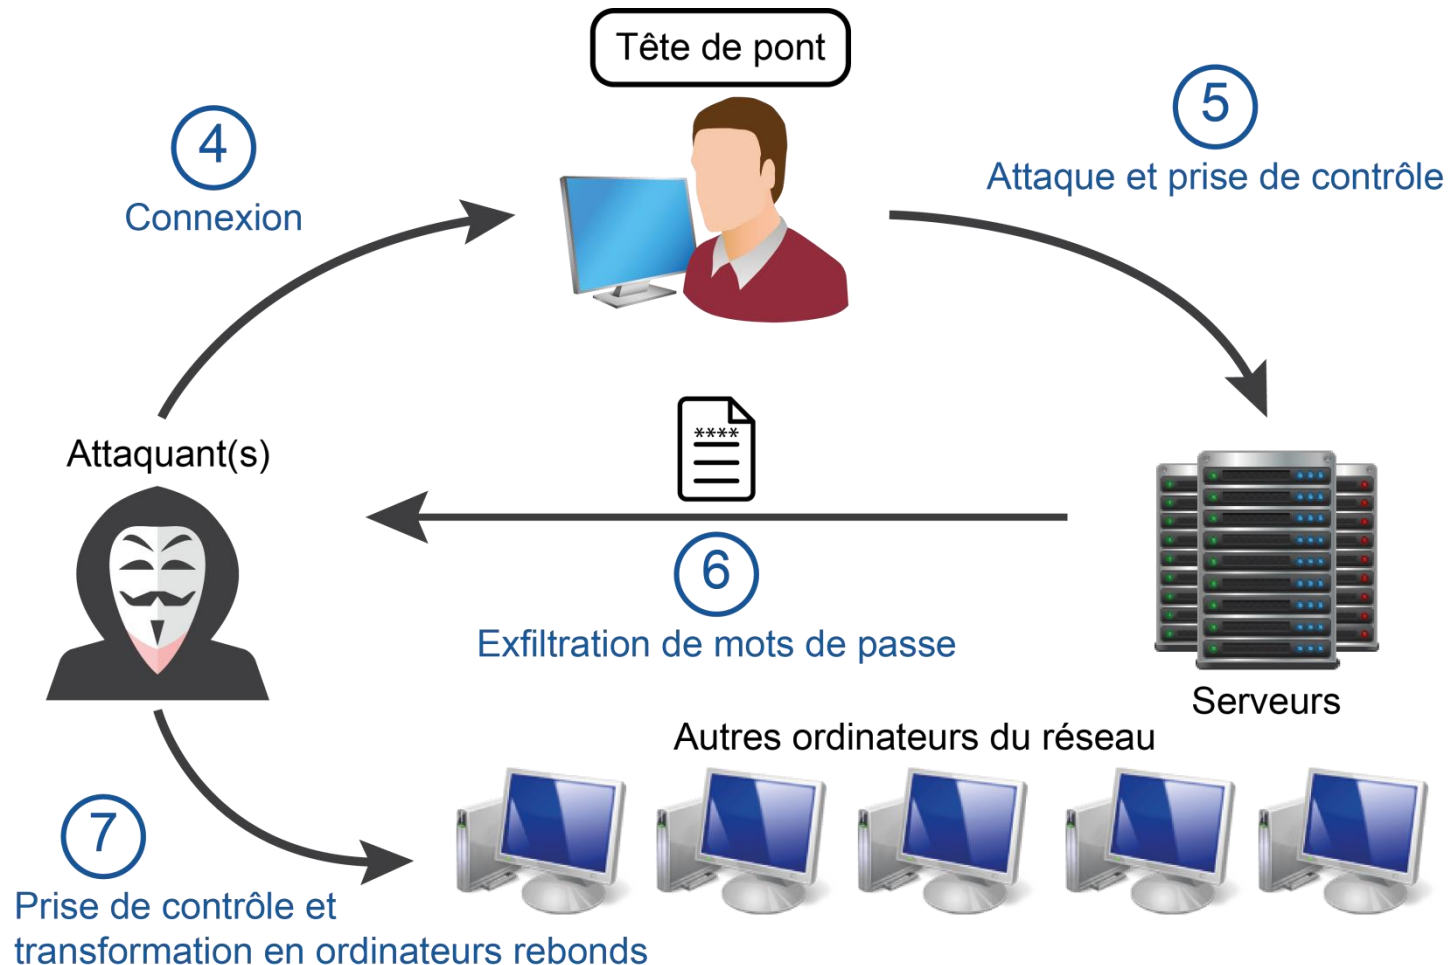 Tête de pont
4
Connexion
5
Attaque et prise de contrôle
Attaquant(s)
****
6
Exfiltration de mots de passe
Serveurs
Autres ordinateurs du réseau
7
Prise de contrôle et
transformation en ordinateurs rebonds